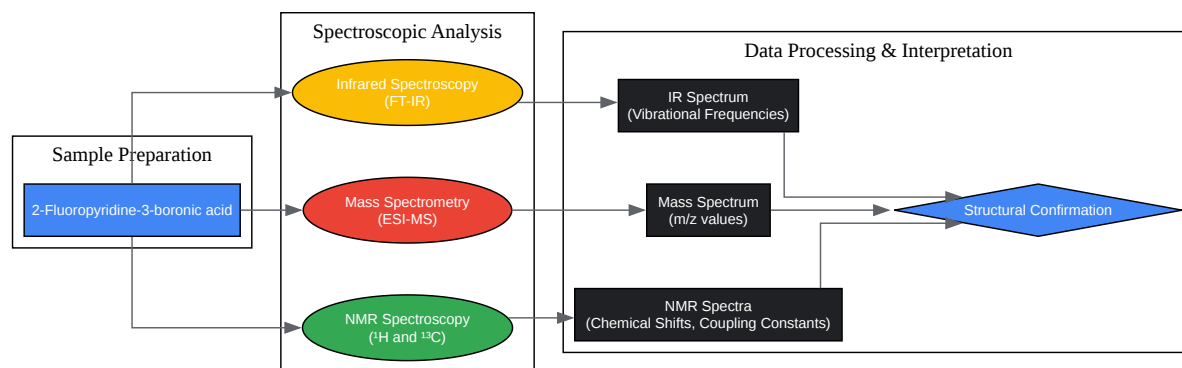 Sample Preparation
2-Fluoropyridine-3-boronic acid
Spectroscopic Analysis
Infrared Spectroscopy
(FT-IR)
Mass Spectrometry
(ESI-MS)
NMR Spectroscopy
(¹H and ¹³C)
Data Processing & Interpretation
IR Spectrum
(Vibrational Frequencies)
Mass Spectrum
(m/z values)
NMR Spectra
(Chemical Shifts, Coupling Constants)
Structural Confirmation